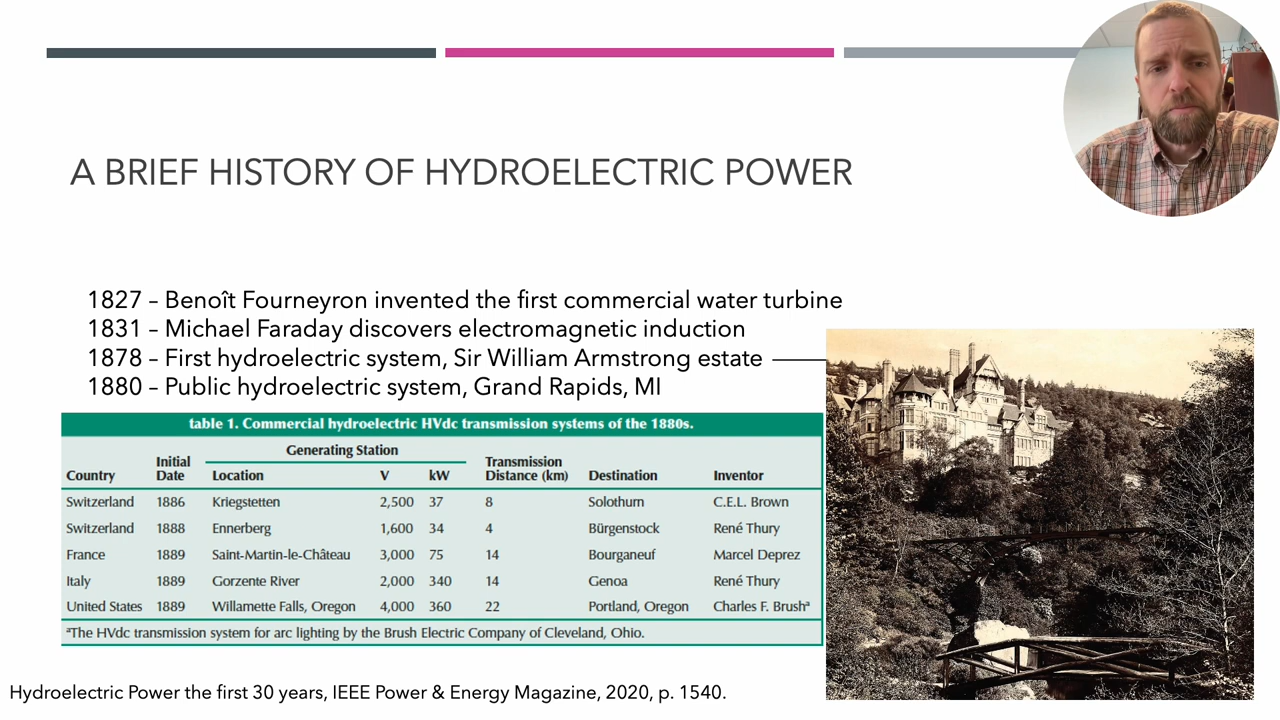 A BRIEF HISTORY OF HYDROELECTRIC POWER
1827 – Benoît Fourneyron invented the first commercial water turbine
1831 – Michael Faraday discovers electromagnetic induction
1878 – First hydroelectric system, Sir William Armstrong estate
1880 – Public hydroelectric system, Grand Rapids, MI
table 1. Commercial hydroelectric HVdc transmission systems of the 1880s.
Generating Station
Country Initial Date Location V kW Transmission Distance (km) Destination Inventor
Switzerland 1886 Kriegstetten 2,500 37 8 Solothurn C.E.L. Brown
Switzerland 1888 Ennerberg 1,600 34 4 Bürgenstock René Thury
France 1889 Saint-Martin-le-Château 3,000 75 14 Bourganeuf Marcel Deprez
Italy 1889 Gorzente River 2,000 340 14 Genoa René Thury
United States 1889 Willamette Falls, Oregon 4,000 360 22 Portland, Oregon Charles F. Brushᵃ
ᵃThe HVdc transmission system for arc lighting by the Brush Electric Company of Cleveland, Ohio.
Hydroelectric Power the first 30 years, IEEE Power & Energy Magazine, 2020, p. 1540.